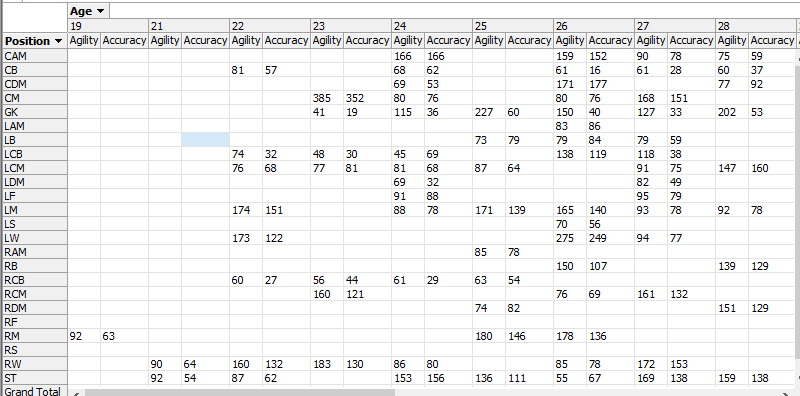 Age
19 21 22 23 24 25 26 27 28
Position Agility Accuracy Agility Accuracy Agility Accuracy Agility Accuracy Agility Accuracy Agility Accuracy Agility Accuracy Agility Accuracy Agility Accuracy
CAM 166 166 159 152 90 78 75 59
CB 81 57 68 62 61 16 61 28 60 37
CDM 69 53 171 177 77 92
CM 385 352 80 76 80 76 168 151
GK 41 19 115 36 227 60 150 40 127 33 202 53
LAM 83 86
LB 73 79 79 84 79 59
LCB 74 32 48 30 45 69 138 119 118 38
LCM 76 68 77 81 81 68 87 64 91 75 147 160
LDM 69 32 82 49
LF 91 88 95 79
LM 174 151 88 78 171 139 165 140 93 78 92 78
LS 70 56
LW 173 122 275 249 94 77
RAM 85 78
RB 150 107 139 129
RCB 60 27 56 44 61 29 63 54
RCM 160 121 76 69 161 132
RDM 74 82 151 129
RF
RM 92 63 180 146 178 136
RS
RW 90 64 160 132 183 130 86 80 85 78 172 153
ST 92 54 87 62 153 156 136 111 55 67 169 138 159 138
Grand Total